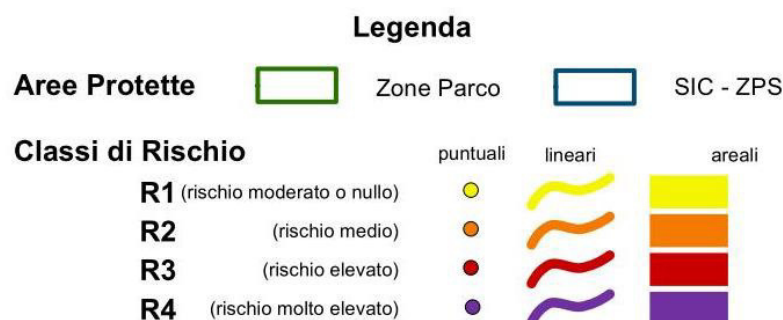 Legenda
Aree Protette Zone Parco SIC - ZPS
Classi di Rischio puntuali lineari areali
R1 (rischio moderato o nullo)
R2 (rischio medio)
R3 (rischio elevato)
R4 (rischio molto elevato)